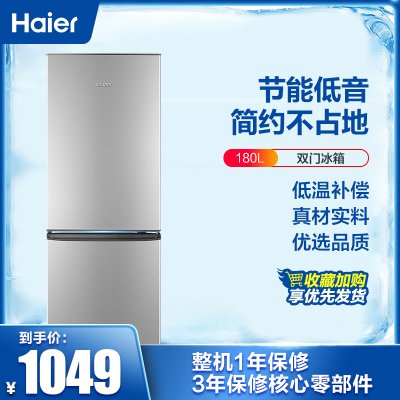 Haier
节能低音
简约不占地
180L 双门冰箱
低温补偿
真材实料
优选品质
收藏加购
享优先发货
到手价:
¥1049
整机1年保修
3年保修核心零部件